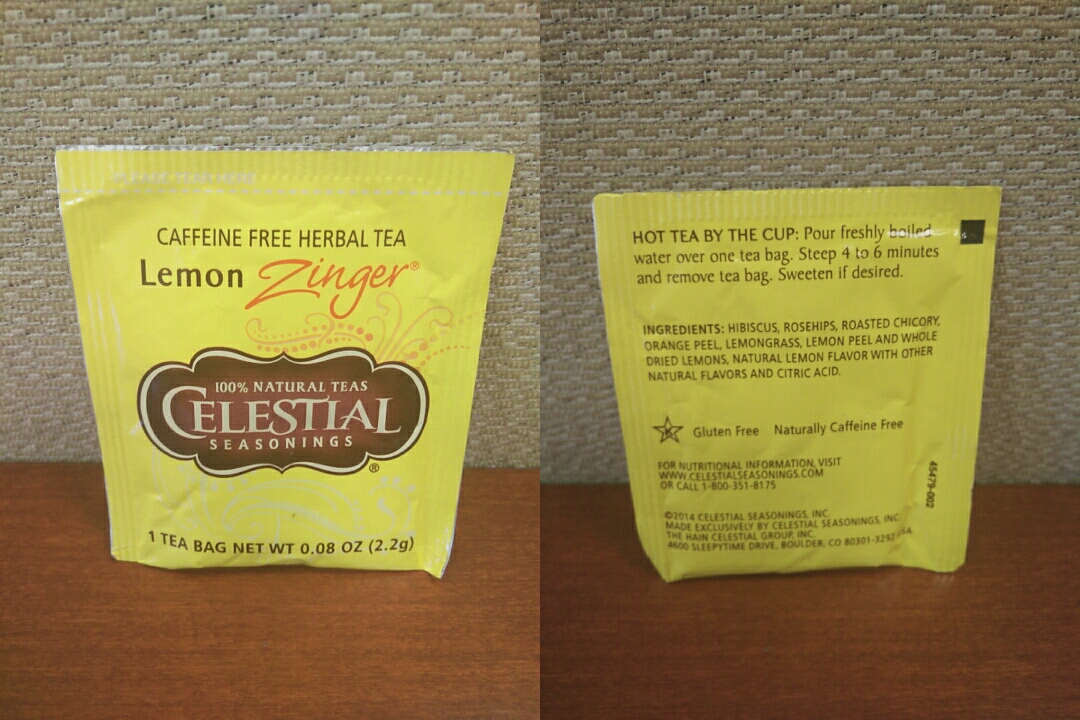 CAFFEINE FREE HERBAL TEA
Lemon Zinger®
100% NATURAL TEAS
CELESTIAL
SEASONINGS
®
1 TEA BAG NET WT 0.08 OZ (2.2g)
HOT TEA BY THE CUP: Pour freshly boiled
water over one tea bag. Steep 4 to 6 minutes
and remove tea bag. Sweeten if desired.
INGREDIENTS: HIBISCUS, ROSEHIPS, ROASTED CHICORY,
ORANGE PEEL, LEMONGRASS, LEMON PEEL AND WHOLE
DRIED LEMONS, NATURAL LEMON FLAVOR WITH OTHER
NATURAL FLAVORS AND CITRIC ACID.
K Gluten Free Naturally Caffeine Free
FOR NUTRITIONAL INFORMATION, VISIT
WWW.CELESTIALSEASONINGS.COM
OR CALL 1-800-351-8175
45479-002
©2014 CELESTIAL SEASONINGS, INC.
MADE EXCLUSIVELY BY CELESTIAL SEASONINGS, INC.
THE HAIN CELESTIAL GROUP, INC.
4600 SLEEPYTIME DRIVE, BOULDER, CO 80301-3292 USA